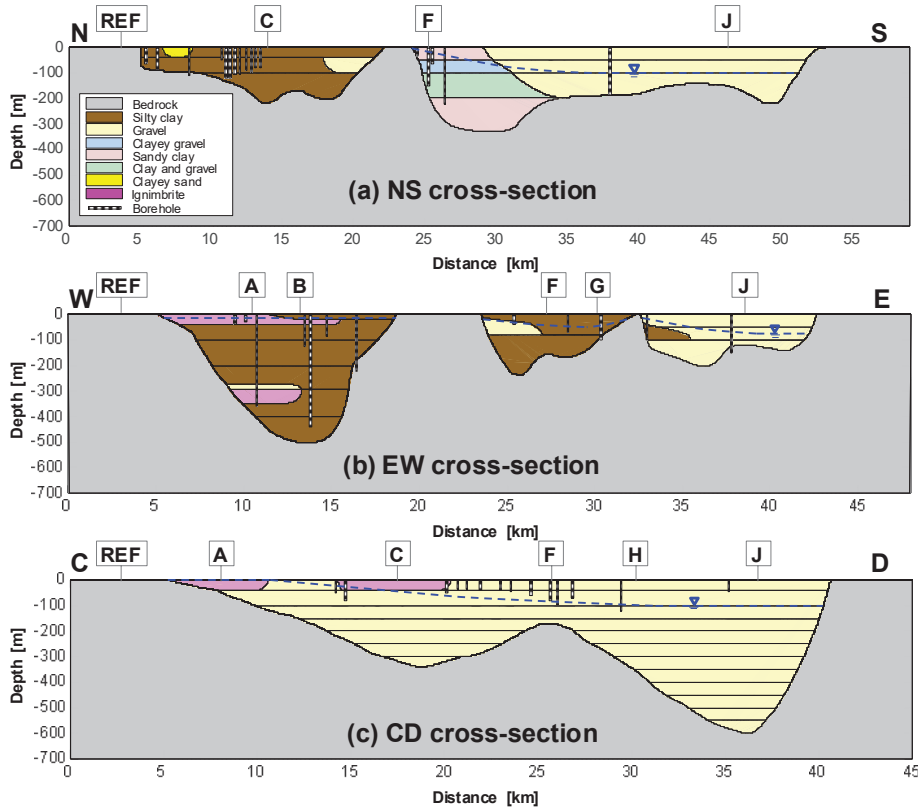 N REF C F J S
0
-100
-200
-300
-400
-500
-600
-700
Depth [m]
Bedrock
Silty clay
Gravel
Clayey gravel
Sandy clay
Clay and gravel
Clayey sand
Ignimbrite
Borehole
(a) NS cross-section
0 5 10 15 20 25 30 35 40 45 50 55
Distance [km]
W REF A B F G J E
0
-100
-200
-300
-400
-500
-600
-700
Depth [m]
(b) EW cross-section
0 5 10 15 20 25 30 35 40 45
Distance [km]
C REF A C F H J D
0
-100
-200
-300
-400
-500
-600
-700
Depth [m]
(c) CD cross-section
0 5 10 15 20 25 30 35 40 45
Distance [km]